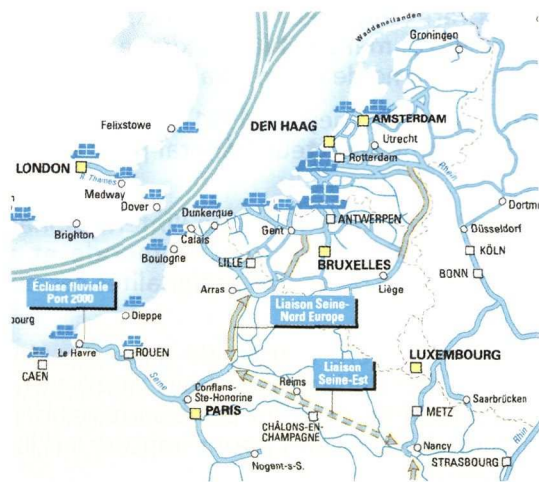 Waddeneilanden
Groningen
Felixstowe
AMSTERDAM
DEN HAAG
Utrecht
LONDON
R. Thames
Rotterdam
Rhein
Medway
Dover
Dunkerque
ANTWERPEN
Dortm
Brighton
Calais
Gent
Düsseldorf
Boulogne
LILLE
BRUXELLES
KÖLN
BONN
Écluse fluviale
Port 2000
Arras
Liège
Liaison Seine-
Nord Europe
bourg
Dieppe
Le Havre
ROUEN
Liaison
Seine-Est
LUXEMBOURG
CAEN
Seine
Conflans-
Ste-Honorine
Reims
Saarbrücken
PARÍS
METZ
CHÂLONS-EN-
CHAMPAGNE
Nancy
Rhin
Nogent-s-S.
STRASBOURG